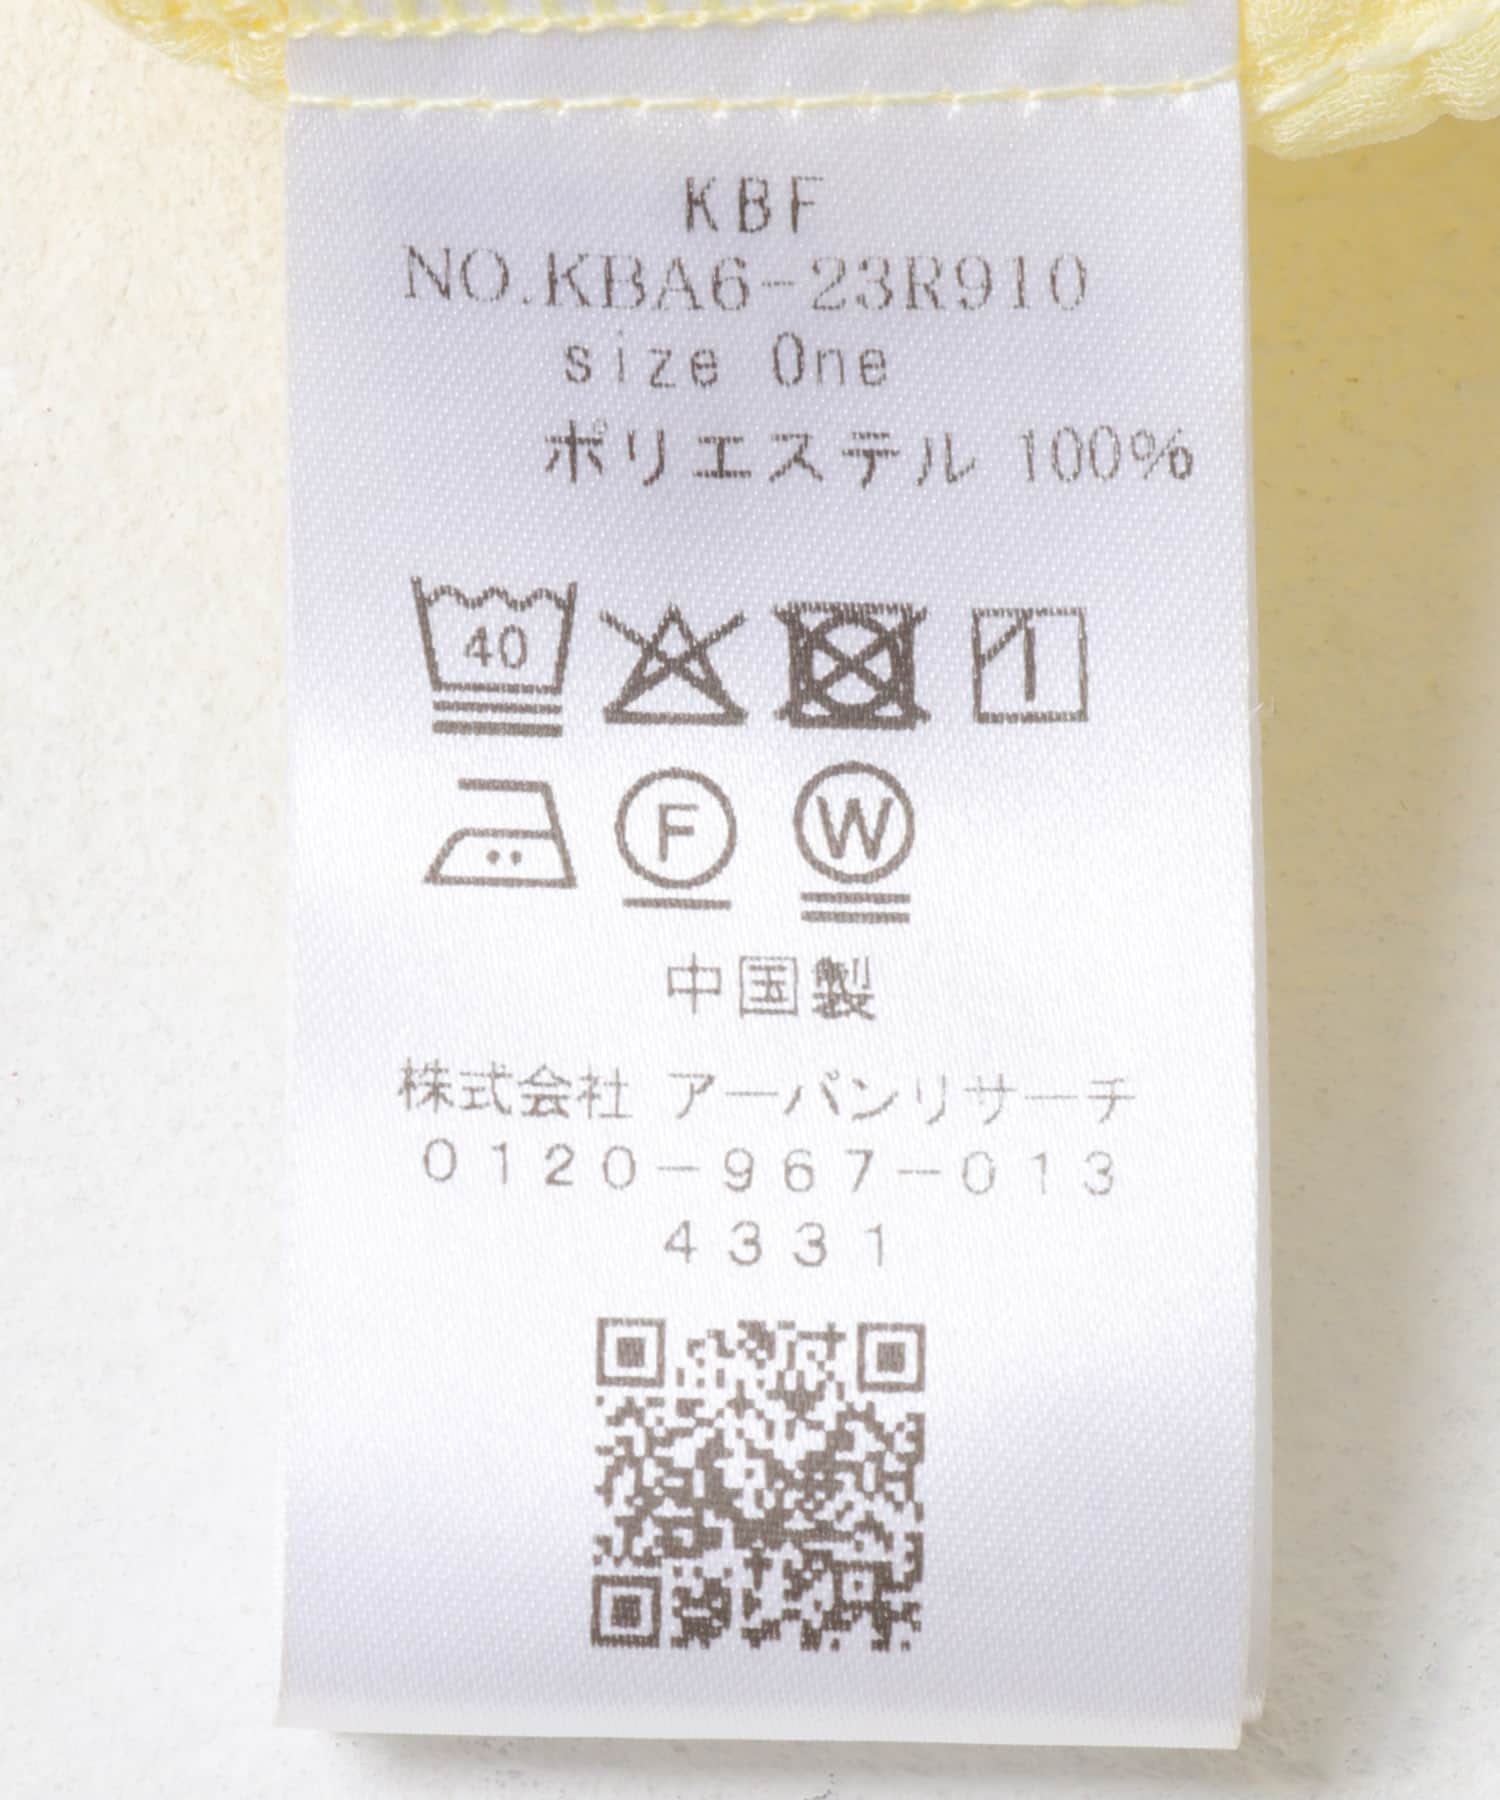 KBF
NO.KBA6-23R910
size One
ポリエステル 100%
40
F W
中国製
株式会社 アーバンリサーチ
0120-967-013
4331